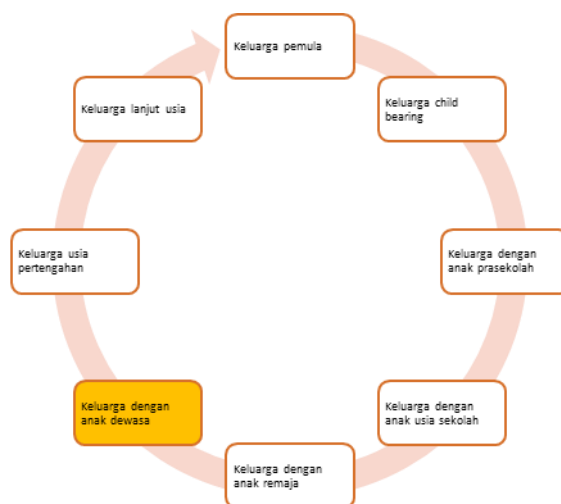 Keluarga pemula
Keluarga child
bearing
Keluarga dengan
anak prasekolah
Keluarga dengan
anak usia sekolah
Keluarga dengan
anak remaja
Keluarga dengan
anak dewasa
Keluarga usia
pertengahan
Keluarga lanjut usia